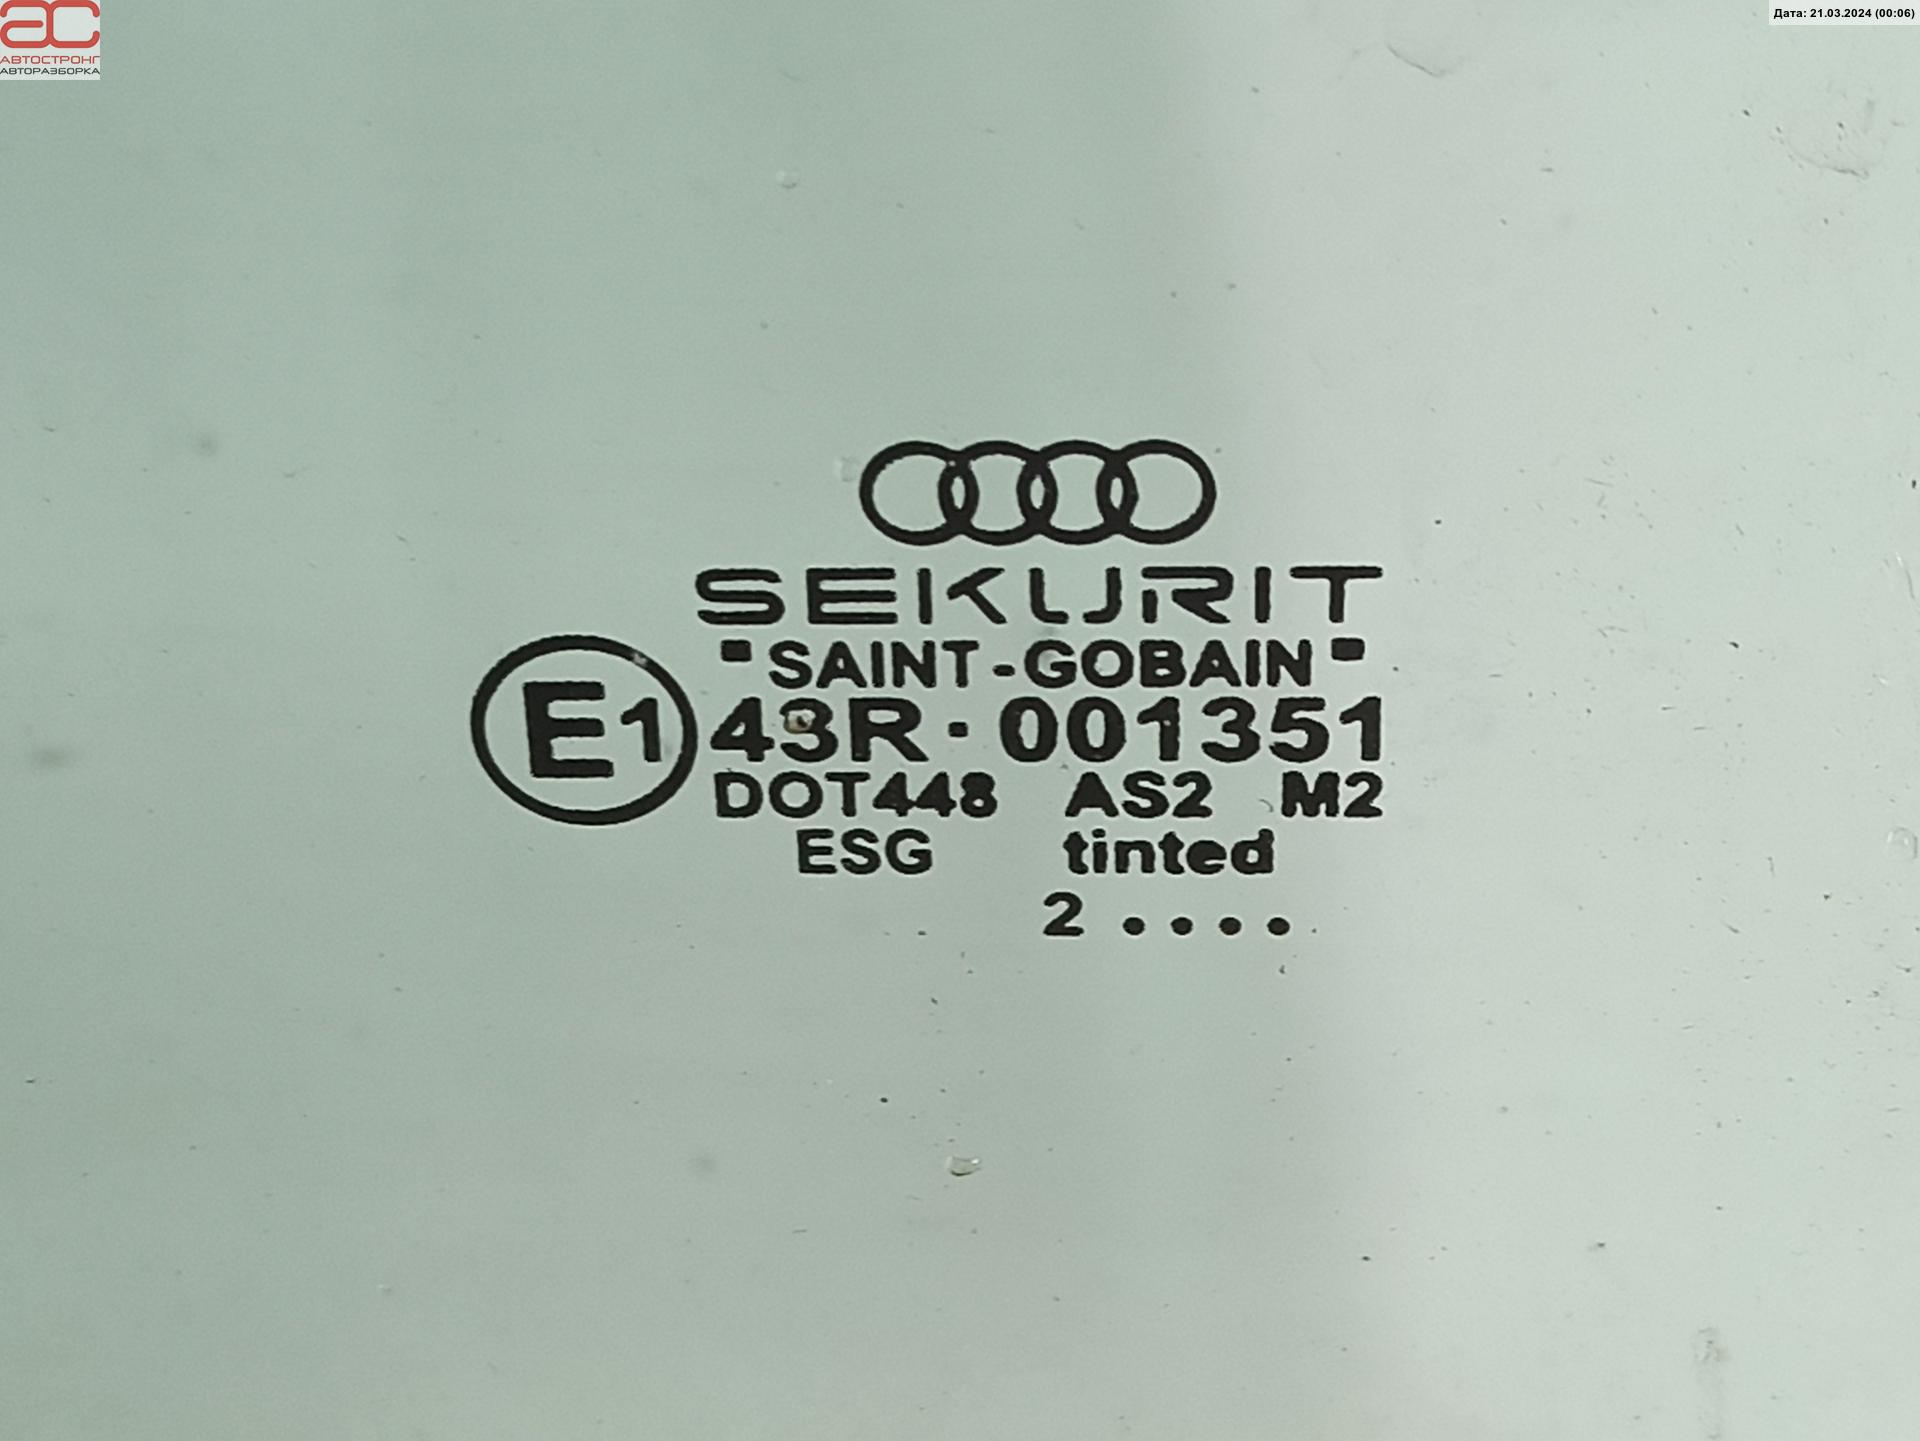 АС
АВТОСТРОНГ
АВТОРАЗБОРКА
Дата: 21.03.2024 (00:06)
SEKURIT
SAINT-GOBAIN
E1 43R·001351
DOT448 AS2 M2
ESG tinted
2 ....